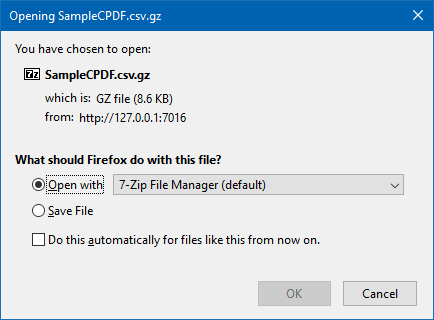 Opening SampleCPDF.csv.gz
You have chosen to open:
7z SampleCPDF.csv.gz
which is: GZ file (8.6 KB)
from: http://127.0.0.1:7016
What should Firefox do with this file?
Open with 7-Zip File Manager (default)
Save File
Do this automatically for files like this from now on.
OK Cancel